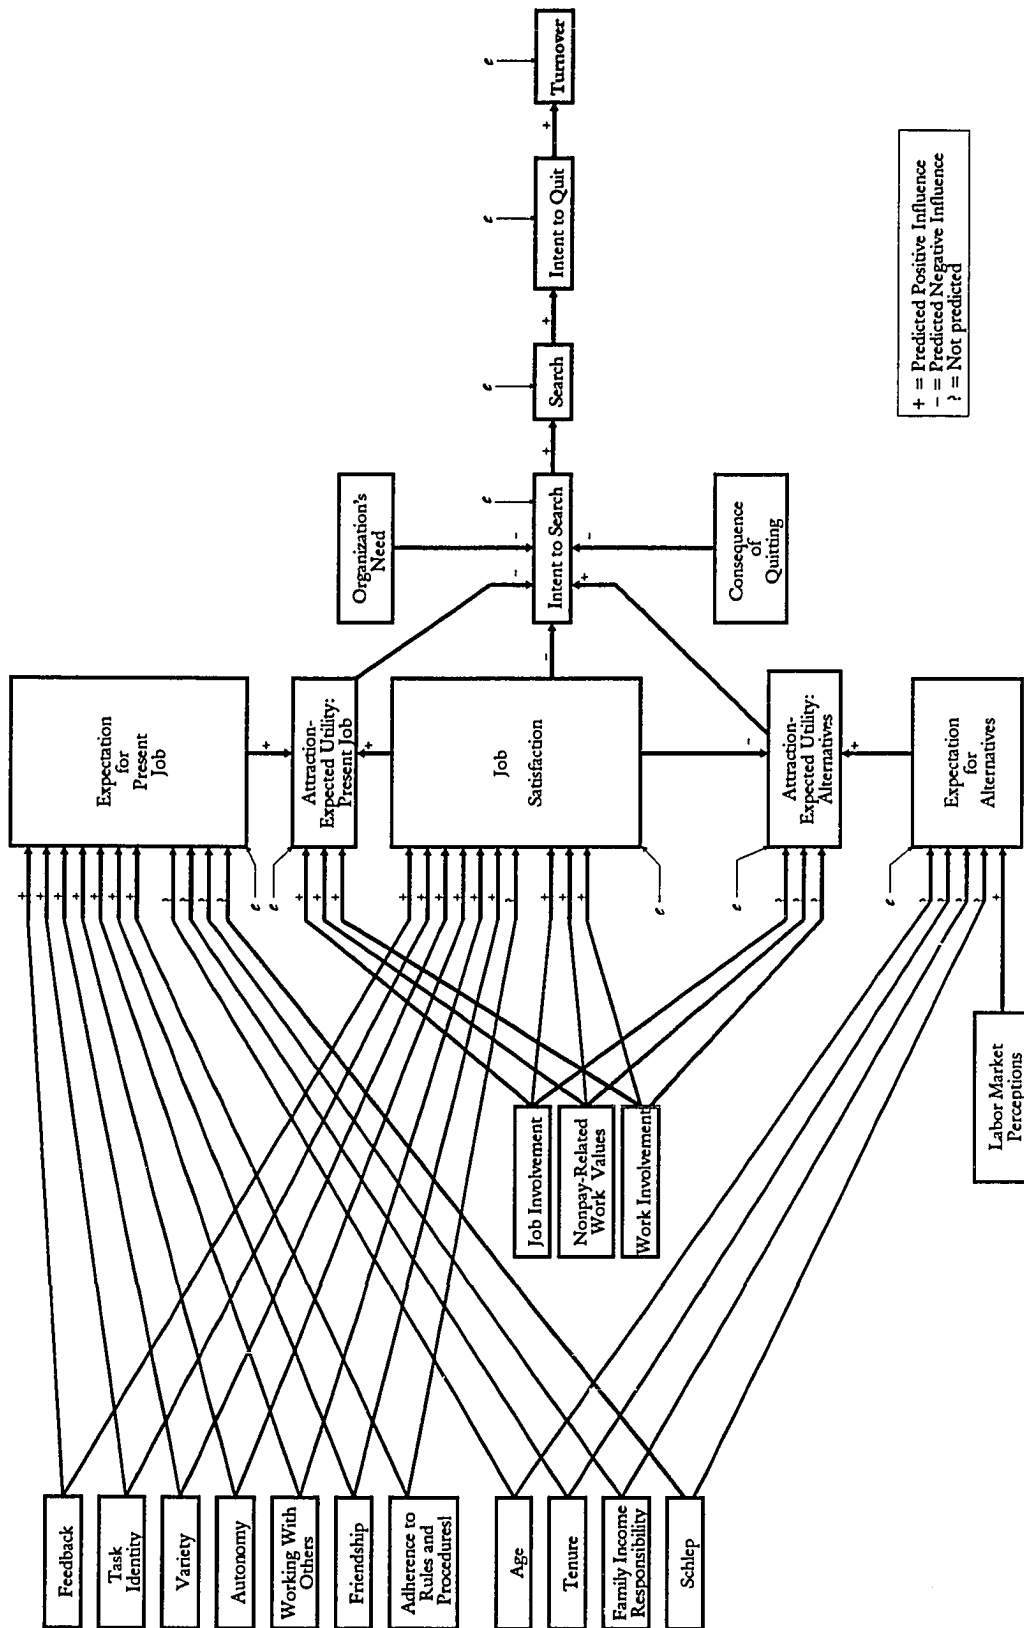 Feedback
Task
Identity
Variety
Autonomy
Working With
Others
Friendship
Adherence to
Rules and
Procedures!
Age
Tenure
Family Income
Responsibility
Schlep
Job Involvement
Nonpay-Related
Work Values
Work Involvement
Labor Market
Perceptions
+
+
+
+
+
+
+
?
?
?
?
e
Expectation
for
Present
Job
+
e
+
+
+
Attraction-
Expected Utility:
Present Job
+
+
+
+
+
+
+
?
+
+
+
e
Job
Satisfaction
+
-
-
e
?
?
?
Attraction-
Expected Utility:
Alternatives
+
e
?
?
?
?
+
Expectation
for
Alternatives
Organization's
Need
-
-
e
Intent to Search
+
-
Consequence
of
Quitting
+
e
Search
+
e
Intent to Quit
+
e
Turnover
+ = Predicted Positive Influence
− = Predicted Negative Influence
? = Not predicted